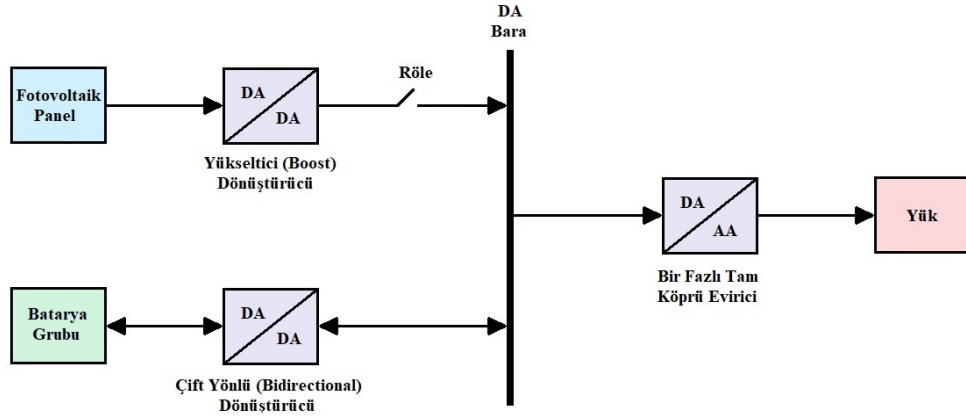 DA
Bara
Fotovoltaik
Panel
DA
DA
Röle
Yükseltici (Boost)
Dönüştürücü
DA
AA
Yük
Bir Fazlı Tam
Köprü Evirici
Batarya
Grubu
DA
DA
Çift Yönlü (Bidirectional)
Dönüştürücü